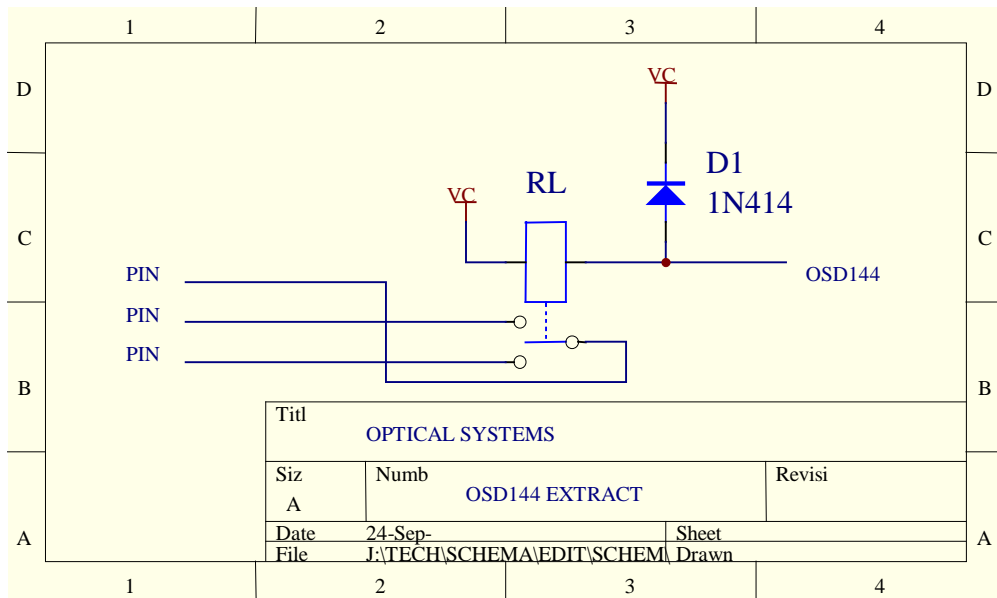 1 2 3 4
D D
VC
D1
RL
1N414
VC
C C
PIN
OSD144
PIN
PIN
B B
Titl
OPTICAL SYSTEMS
Siz Numb Revisi
OSD144 EXTRACT
A
Date 24-Sep- Sheet
A A
File J:\TECH\SCHEMA\EDIT\SCHEM\ Drawn
1 2 3 4